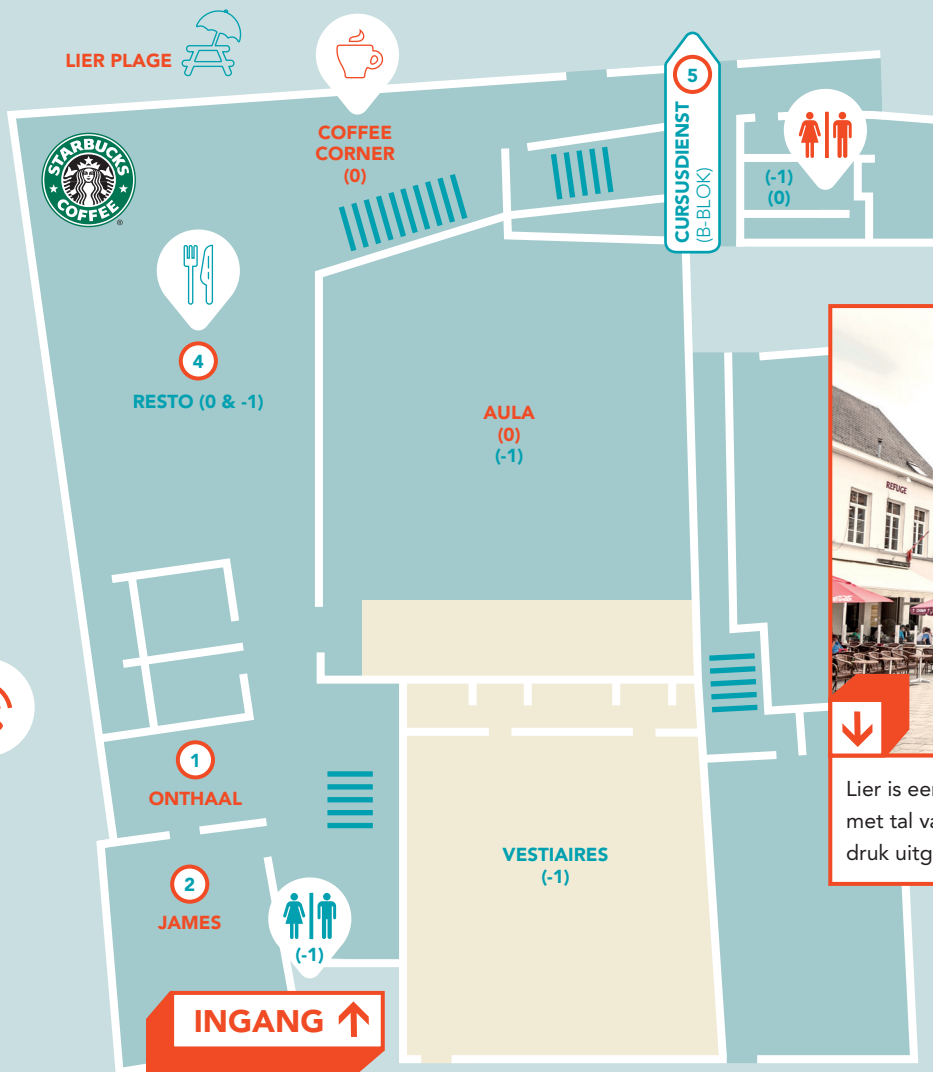 LIER PLAGE
STARBUCKS
COFFEE
®
COFFEE
CORNER
(0)
5
CURSUSDIENST
(B-BLOK)
(-1)
(0)
4
RESTO (0 & -1)
AULA
(0)
(-1)
REFUGE
1
ONTHAAL
2
JAMES
VESTIAIRES
(-1)
(-1)
INGANG
Lier is een
met tal va
druk uitg